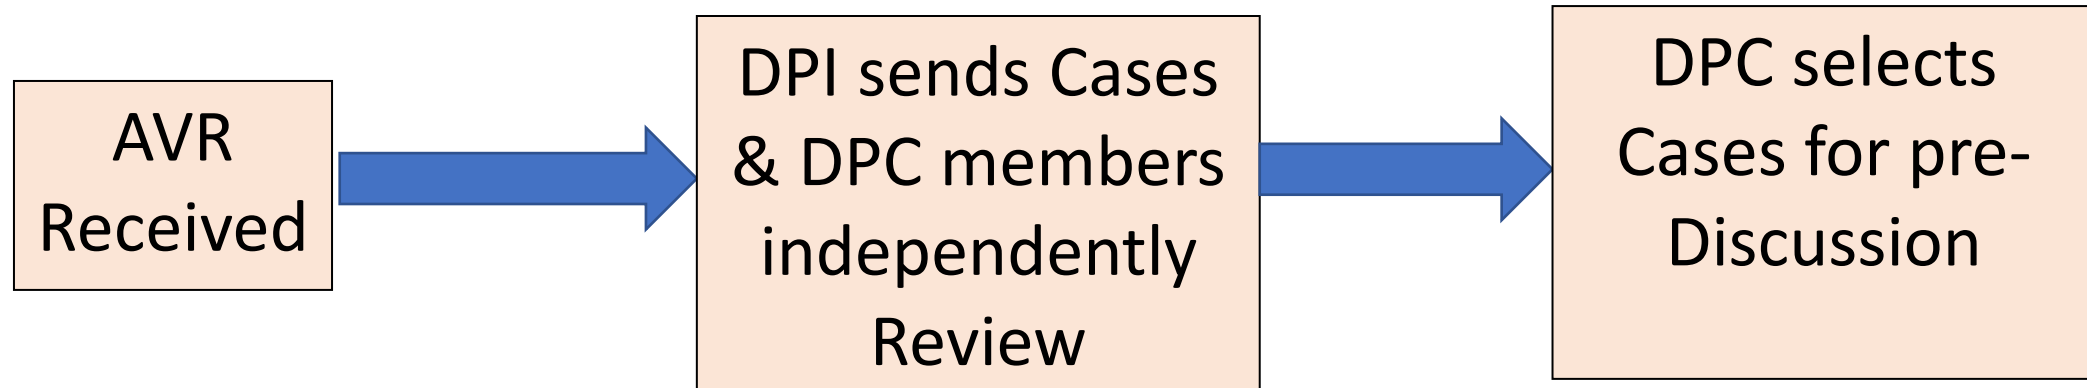 AVR
Received
DPI sends Cases
& DPC members
independently
Review
DPC selects
Cases for pre-
Discussion